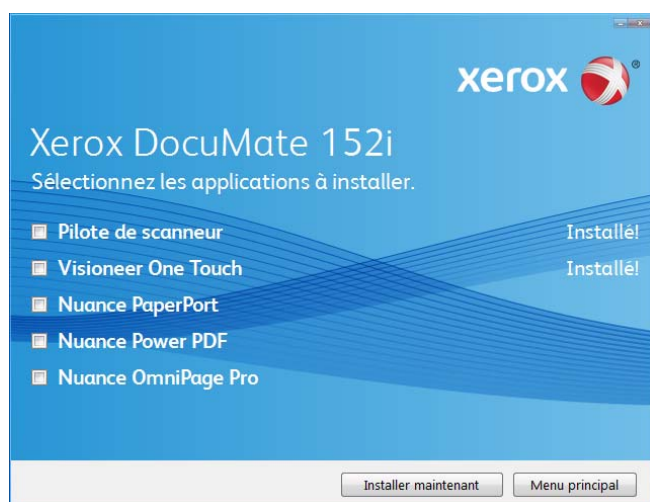 xerox ®
Xerox DocuMate 152i
Sélectionnez les applications à installer.
Pilote de scanneur Installé!
Visioneer One Touch Installé!
Nuance PaperPort
Nuance Power PDF
Nuance OmniPage Pro
Installer maintenant Menu principal